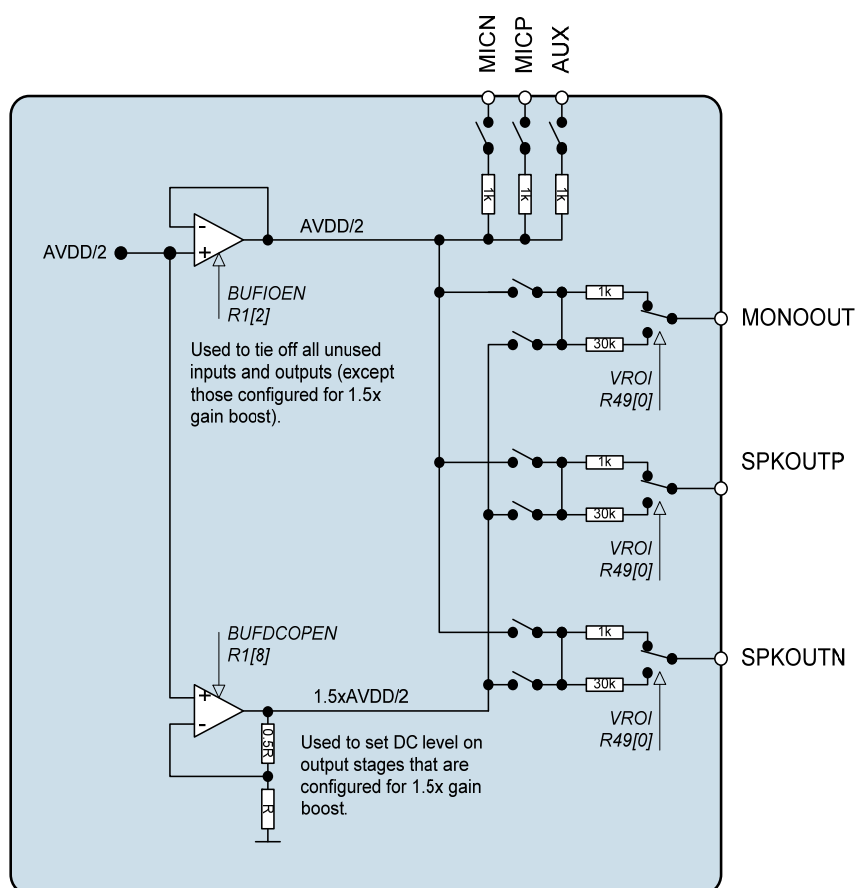 MICN
MICP
AUX
1k
1k
1k
-
+
AVDD/2
AVDD/2
BUFIOEN
R1[2]
Used to tie off all unused
inputs and outputs (except
those configured for 1.5x
gain boost).
1k
30k
MONOOUT
VROI
R49[0]
1k
30k
SPKOUTP
VROI
R49[0]
1k
30k
SPKOUTN
VROI
R49[0]
BUFDCOPEN
R1[8]
+
-
1.5xAVDD/2
0.5R
R
Used to set DC level on
output stages that are
configured for 1.5x gain
boost.